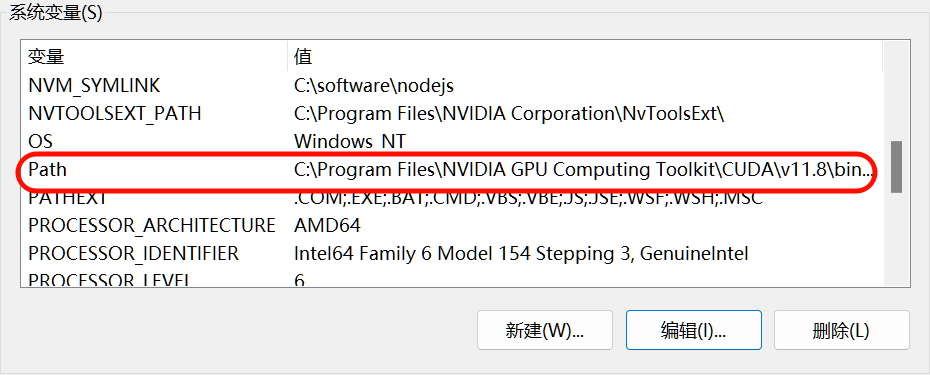 系统变量(S)
变量 值
NVM_SYMLINK C:\software\nodejs
NVTOOLSEXT_PATH C:\Program Files\NVIDIA Corporation\NvToolsExt\
OS Windows_NT
Path C:\Program Files\NVIDIA GPU Computing Toolkit\CUDA\v11.8\bin...
PATHEXT .COM;.EXE;.BAT;.CMD;.VBS;.VBE;.JS;.JSE;.WSF;.WSH;.MSC
PROCESSOR_ARCHITECTURE AMD64
PROCESSOR_IDENTIFIER Intel64 Family 6 Model 154 Stepping 3, GenuineIntel
PROCESSOR_LEVEL 6
新建(W)... 编辑(I)... 删除(L)